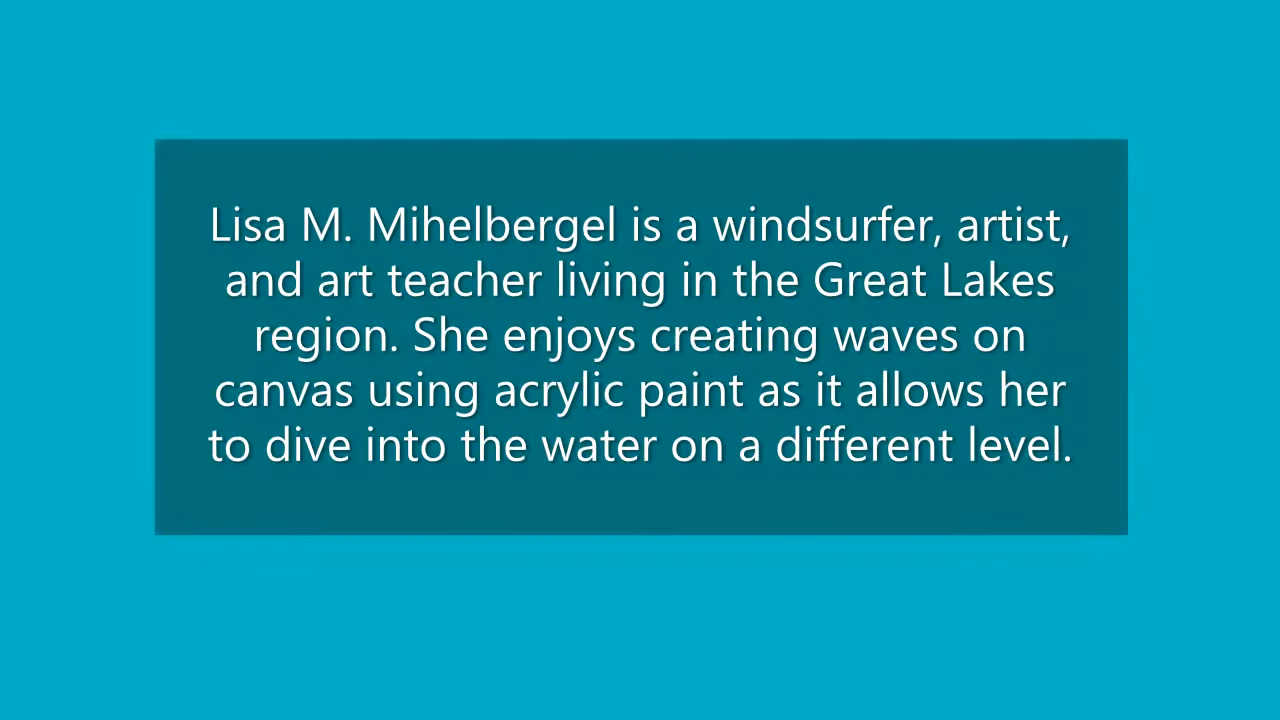 Lisa M. Mihelbergel is a windsurfer, artist,
and art teacher living in the Great Lakes
region. She enjoys creating waves on
canvas using acrylic paint as it allows her
to dive into the water on a different level.